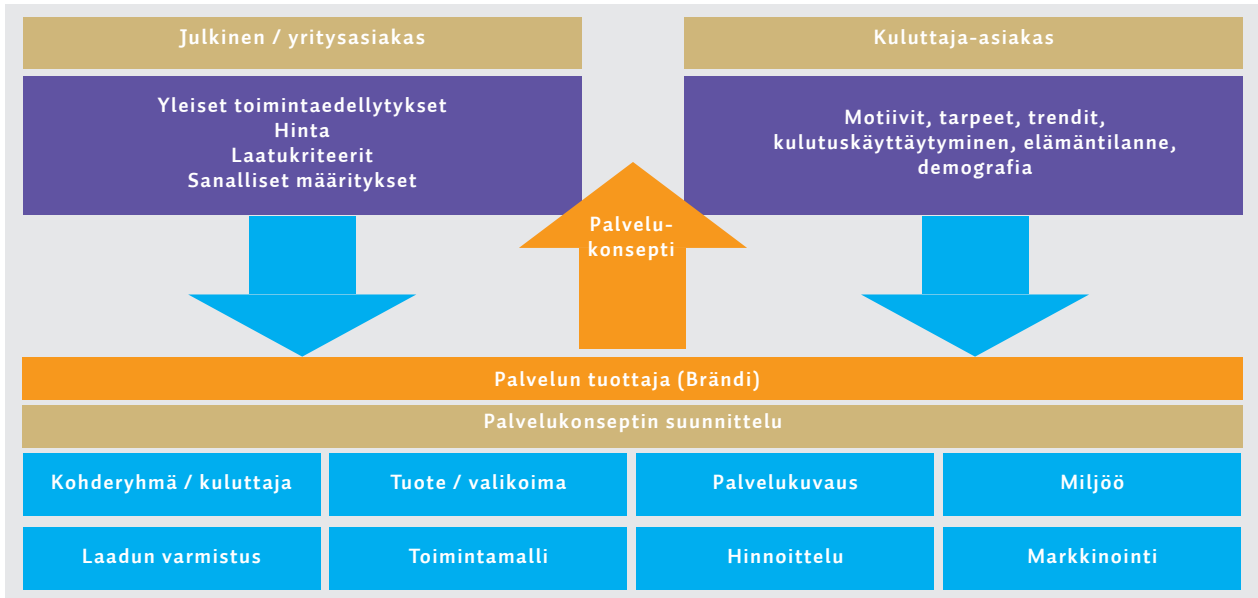 Julkinen / yritysasiakas
Yleiset toimintaedellytykset
Hinta
Laatukriteerit
Sanalliset määritykset
Kuluttaja-asiakas
Motiivit, tarpeet, trendit,
kulutuskäyttäytyminen, elämäntilanne,
demografia
Palvelu-
konsepti
Palvelun tuottaja (Brändi)
Palvelukonseptin suunnittelu
Kohderyhmä / kuluttaja
Tuote / valikoima
Palvelukuvaus
Miljöö
Laadun varmistus
Toimintamalli
Hinnoittelu
Markkinointi